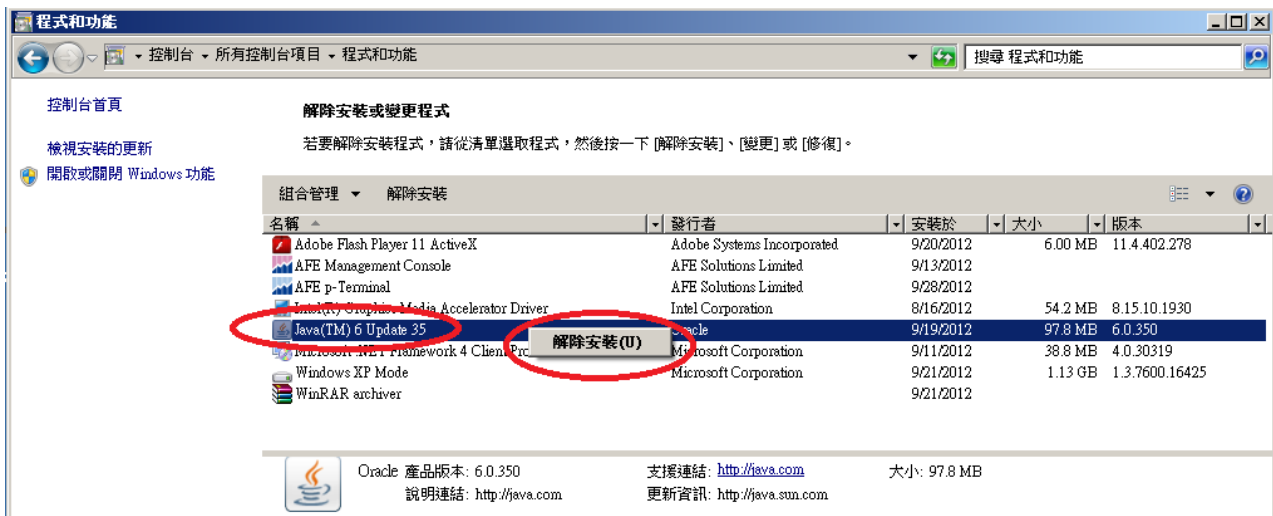 程式和功能
控制台 所有控制台項目 程式和功能 搜尋 程式和功能
控制台首頁
檢視安裝的更新
開啟或關閉 Windows 功能
解除安裝或變更程式
若要解除安裝程式，請從清單選取程式，然後按一下 [解除安裝]、[變更] 或 [修復]。
組合管理 解除安裝
名稱 發行者 安裝於 大小 版本
Adobe Flash Player 11 ActiveX Adobe Systems Incorporated 9/20/2012 6.00 MB 11.4.402.278
AFE Management Console AFE Solutions Limited 9/13/2012
AFE p-Terminal AFE Solutions Limited 9/28/2012
Intel(R) Graphics Media Accelerator Driver Intel Corporation 8/16/2012 54.2 MB 8.15.10.1930
Java(TM) 6 Update 35 Oracle 9/19/2012 97.8 MB 6.0.350
解除安裝(U)
Microsoft .NET Framework 4 Client Pro Microsoft Corporation 9/11/2012 38.8 MB 4.0.30319
Windows XP Mode Microsoft Corporation 9/21/2012 1.13 GB 1.3.7600.16425
WinRAR archiver 9/21/2012
Oracle 產品版本: 6.0.350 支援連結: http://java.com 大小: 97.8 MB
說明連結: http://java.com 更新資訊: http://java.sun.com